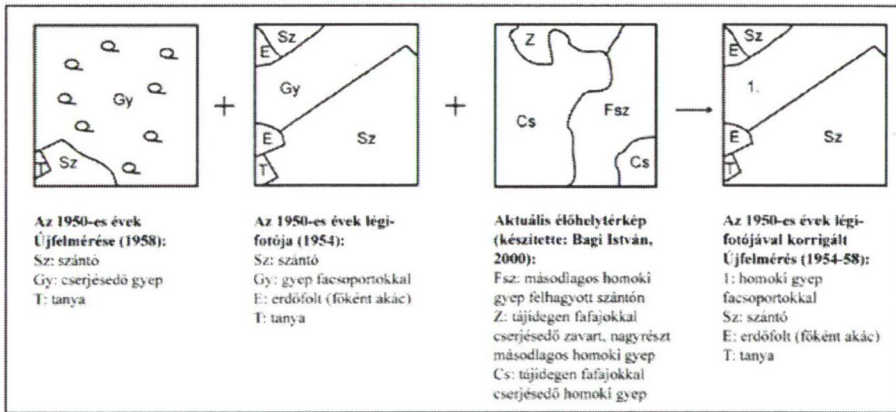 Gy
Sz
T
+
Sz
E
Gy
Sz
E
T
+
Z
Cs
Fsz
Cs
Sz
E
1.
Sz
E
T
Az 1950-es évek
Újfelmérése (1958):
Sz: szántó
Gy: cserjésedő gyep
T: tanya
Az 1950-es évek légi-
fotója (1954):
Sz: szántó
Gy: gyep facsoportokkal
E: erdőfolt (főként akác)
T: tanya
Aktuális élőhelytérkép
(készítette: Bagi István,
2000):
Fsz: másodlagos homoki
gyep felhagyott szántón
Z: tájidegen fafajokkal
cserjésedő zavart, nagyrészt
másodlagos homoki gyep
Cs: tájidegen fafajokkal
cserjésedő homoki gyep
Az 1950-es évek légi-
fotójával korrigált
Újfelmérés (1954-58):
1: homoki gyep
facsoportokkal
Sz: szántó
E: erdőfolt (főként akác)
T: tanya